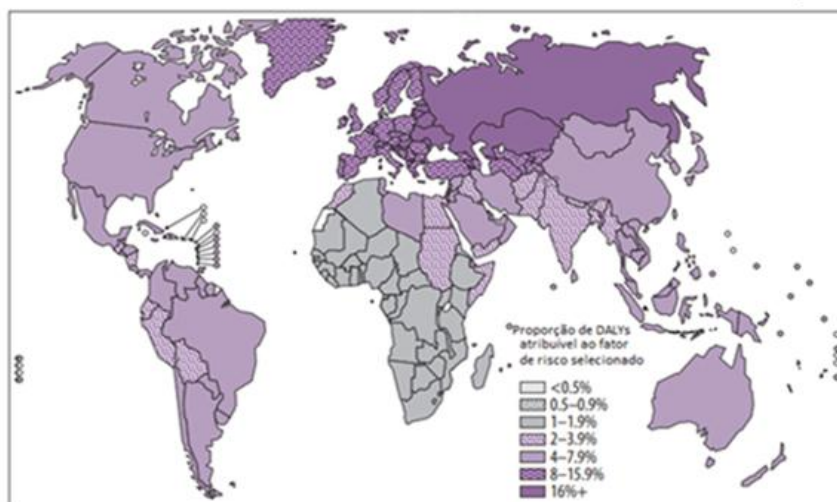 Proporção de DALYs
atribuível ao fator
de risco selecionado
<0.5%
0.5–0.9%
1–1.9%
2–3.9%
4–7.9%
8–15.9%
16%+